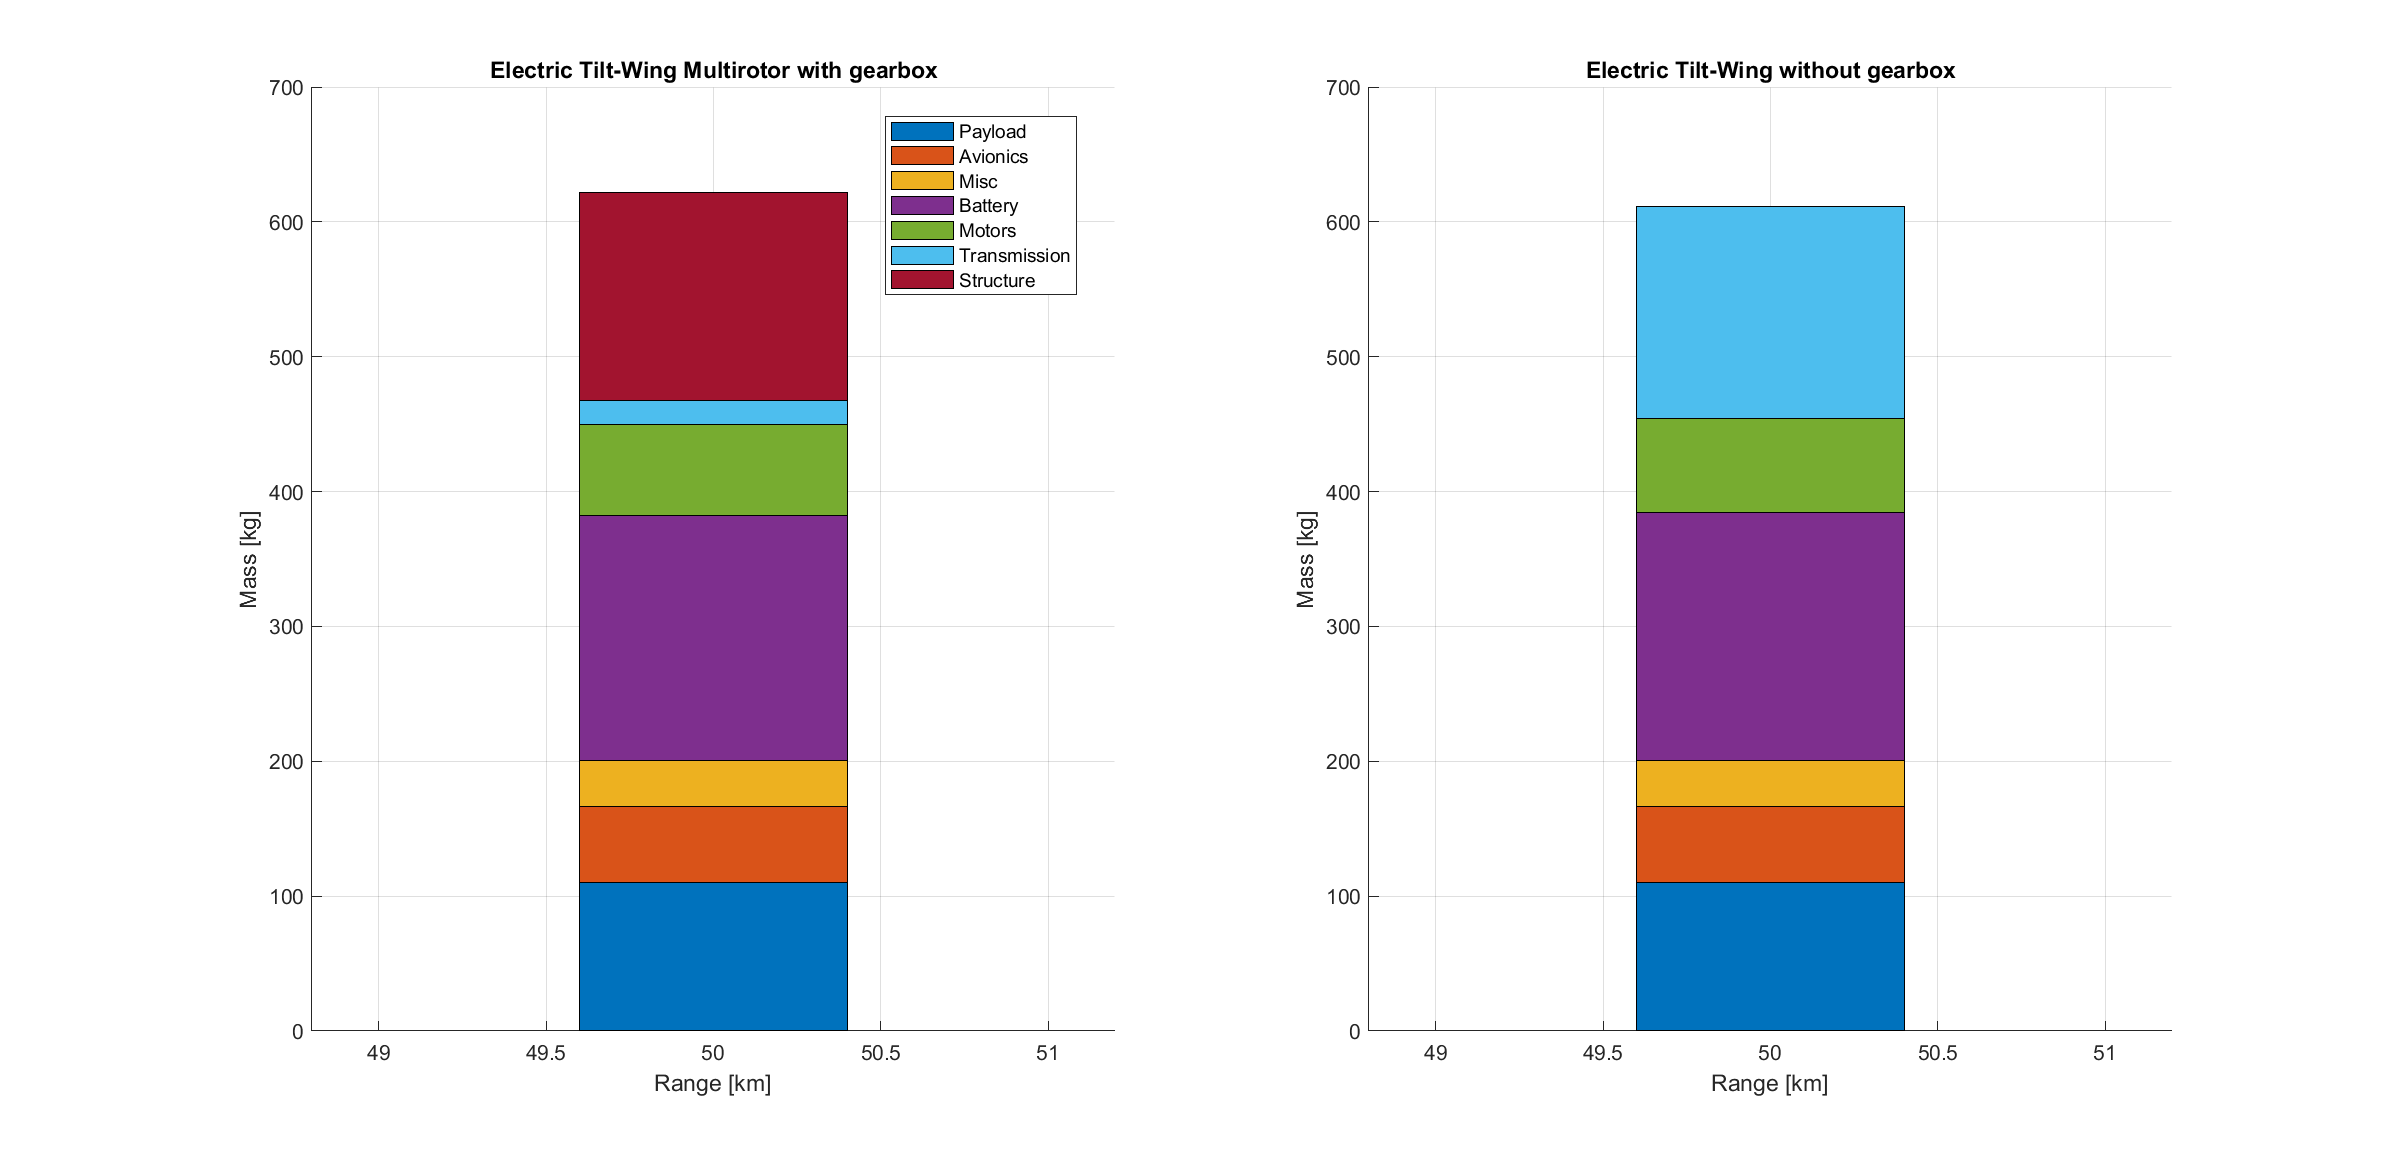 Electric Tilt-Wing Multirotor with gearbox
700
600
500
400
300
200
100
0
Mass [kg]
Payload
Avionics
Misc
Battery
Motors
Transmission
Structure
49
49.5
50
50.5
51
Range [km]
Electric Tilt-Wing without gearbox
700
600
500
400
300
200
100
0
Mass [kg]
49
49.5
50
50.5
51
Range [km]